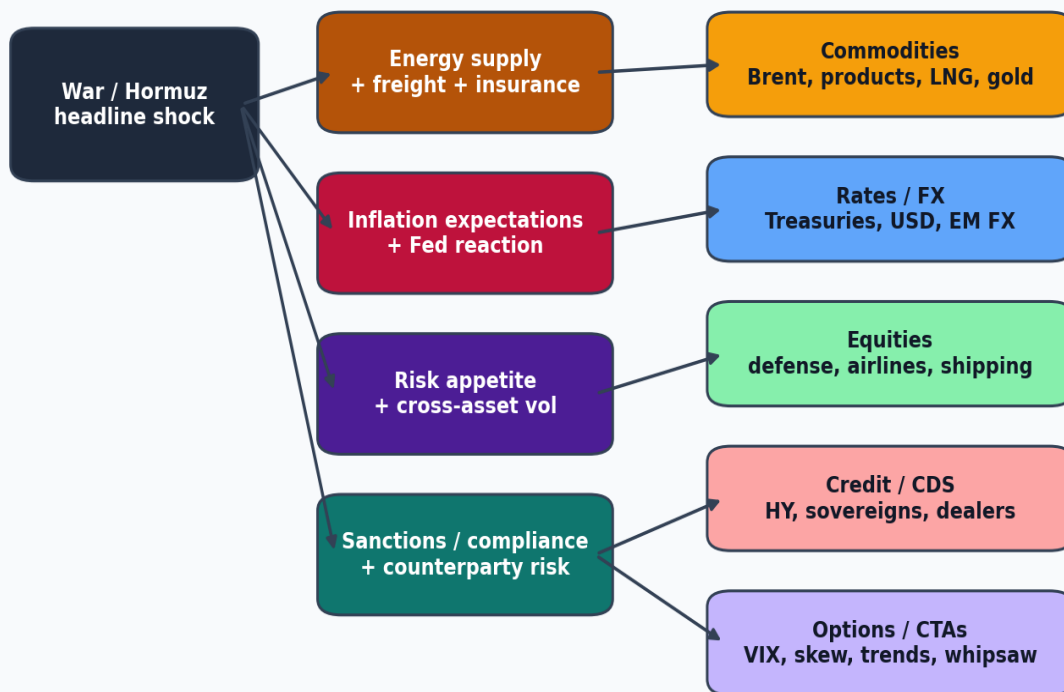 War / Hormuz
headline shock
Energy supply
+ freight + insurance
Inflation expectations
+ Fed reaction
Risk appetite
+ cross-asset vol
Sanctions / compliance
+ counterparty risk
Commodities
Brent, products, LNG, gold
Rates / FX
Treasuries, USD, EM FX
Equities
defense, airlines, shipping
Credit / CDS
HY, sovereigns, dealers
Options / CTAs
VIX, skew, trends, whipsaw